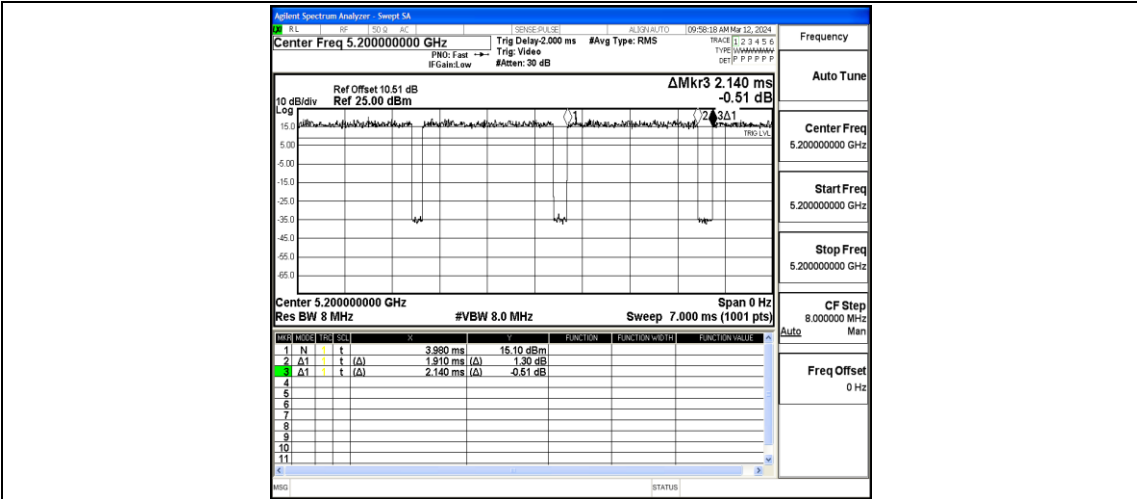 Agilent Spectrum Analyzer - Swept SA
RL RF 50 Ω AC SENSE:PULSE ALIGN AUTO 09:58:18 AM Mar 12, 2024
Center Freq 5.200000000 GHz
PNO: Fast
IFGain:Low
Trig Delay-2.000 ms
Trig: Video
#Atten: 30 dB
#Avg Type: RMS
TRACE 1 2 3 4 5 6
TYPE WWWWWW
DET P P P P P P
Frequency
Auto Tune
Center Freq
5.200000000 GHz
Start Freq
5.200000000 GHz
Stop Freq
5.200000000 GHz
CF Step
8.000000 MHz
Auto Man
Freq Offset
0 Hz
ΔMkr3 2.140 ms
-0.51 dB
Ref Offset 10.51 dB
10 dB/div Ref 25.00 dBm
Log
15.0
5.00
-5.00
-15.0
-25.0
-35.0
-45.0
-55.0
-65.0
1
2Δ1
3Δ1
TRIG LVL
Center 5.200000000 GHz Span 0 Hz
Res BW 8 MHz #VBW 8.0 MHz Sweep 7.000 ms (1001 pts)
MKR MODE TRC SCL X Y FUNCTION FUNCTION WIDTH FUNCTION VALUE
1 N 1 t 3.980 ms 15.10 dBm
2 Δ1 1 t (Δ) 1.910 ms (Δ) 1.30 dB
3 Δ1 1 t (Δ) 2.140 ms (Δ) -0.51 dB
4
5
6
7
8
9
10
11
MSG STATUS